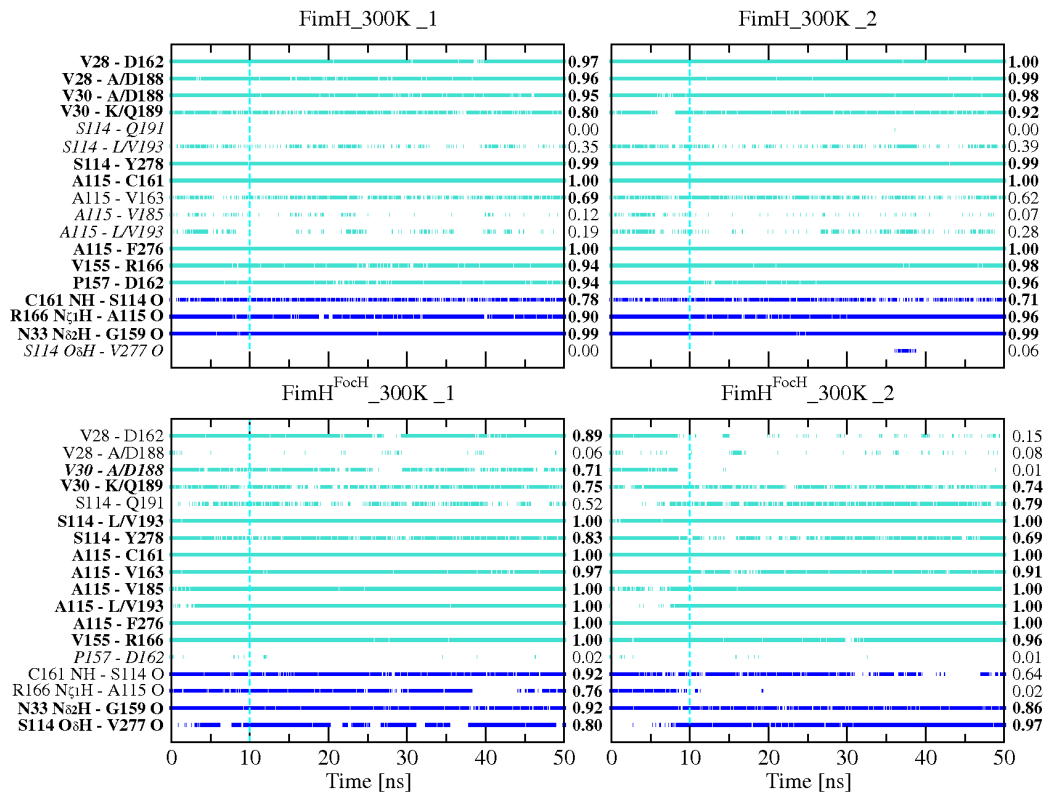 FimH_300K _1 FimH_300K _2
V28 - D162 0.97 1.00
V28 - A/D188 0.96 0.99
V30 - A/D188 0.95 0.98
V30 - K/Q189 0.80 0.92
S114 - Q191 0.00 0.00
S114 - L/V193 0.35 0.39
S114 - Y278 0.99 0.99
A115 - C161 1.00 1.00
A115 - V163 0.69 0.62
A115 - V185 0.12 0.07
A115 - L/V193 0.19 0.28
A115 - F276 1.00 1.00
V155 - R166 0.94 0.98
P157 - D162 0.94 0.96
C161 NH - S114 O 0.78 0.71
R166 Nζ1H - A115 O 0.90 0.96
N33 Nδ2H - G159 O 0.99 0.99
S114 OδH - V277 O 0.00 0.06
FimH^FocH_300K _1 FimH^FocH_300K _2
V28 - D162 0.89 0.15
V28 - A/D188 0.06 0.08
V30 - A/D188 0.71 0.01
V30 - K/Q189 0.75 0.74
S114 - Q191 0.52 0.79
S114 - L/V193 1.00 1.00
S114 - Y278 0.83 0.69
A115 - C161 1.00 1.00
A115 - V163 0.97 0.91
A115 - V185 1.00 1.00
A115 - L/V193 1.00 1.00
A115 - F276 1.00 1.00
V155 - R166 1.00 0.96
P157 - D162 0.02 0.01
C161 NH - S114 O 0.92 0.64
R166 Nζ1H - A115 O 0.76 0.02
N33 Nδ2H - G159 O 0.92 0.86
S114 OδH - V277 O 0.80 0.97
0 10 20 30 40 50 0 10 20 30 40 50
Time [ns] Time [ns]